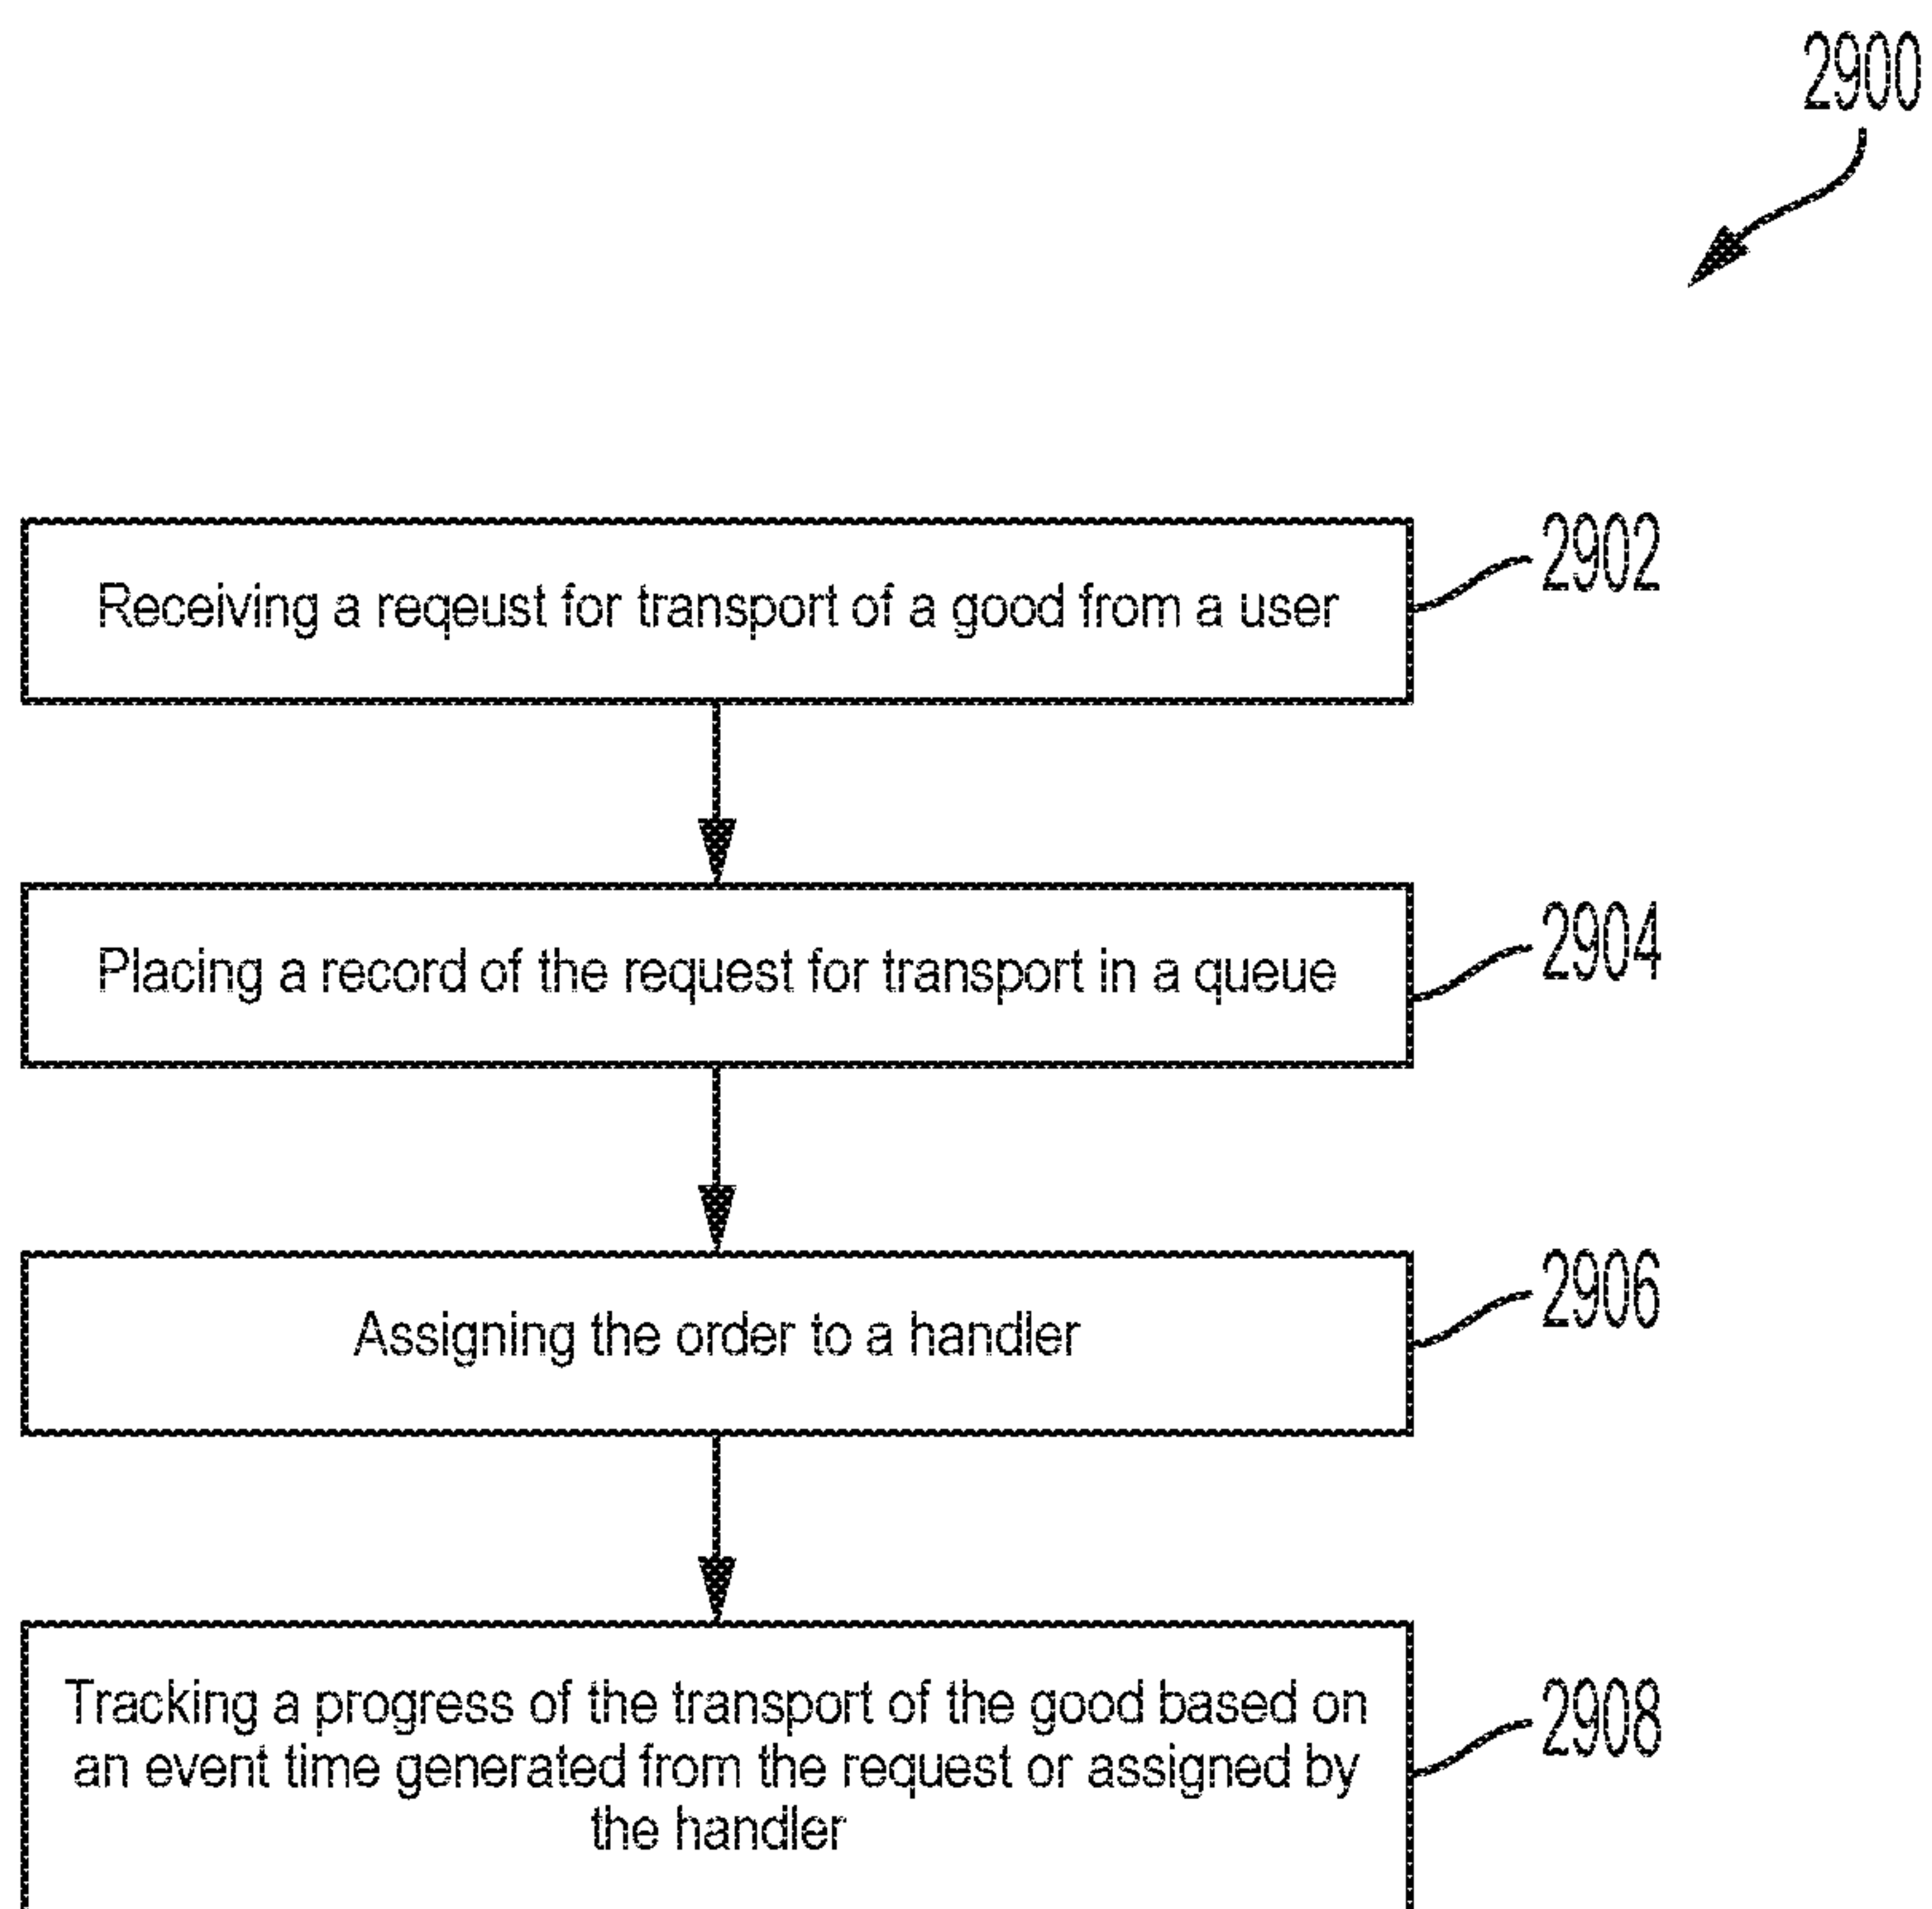 2900
Receiving a reqeust for transport of a good from a user
2902
Placing a record of the request for transport in a queue
2904
Assigning the order to a handler
2906
Tracking a progress of the transport of the good based on
an event time generated from the request or assigned by
the handler
2908